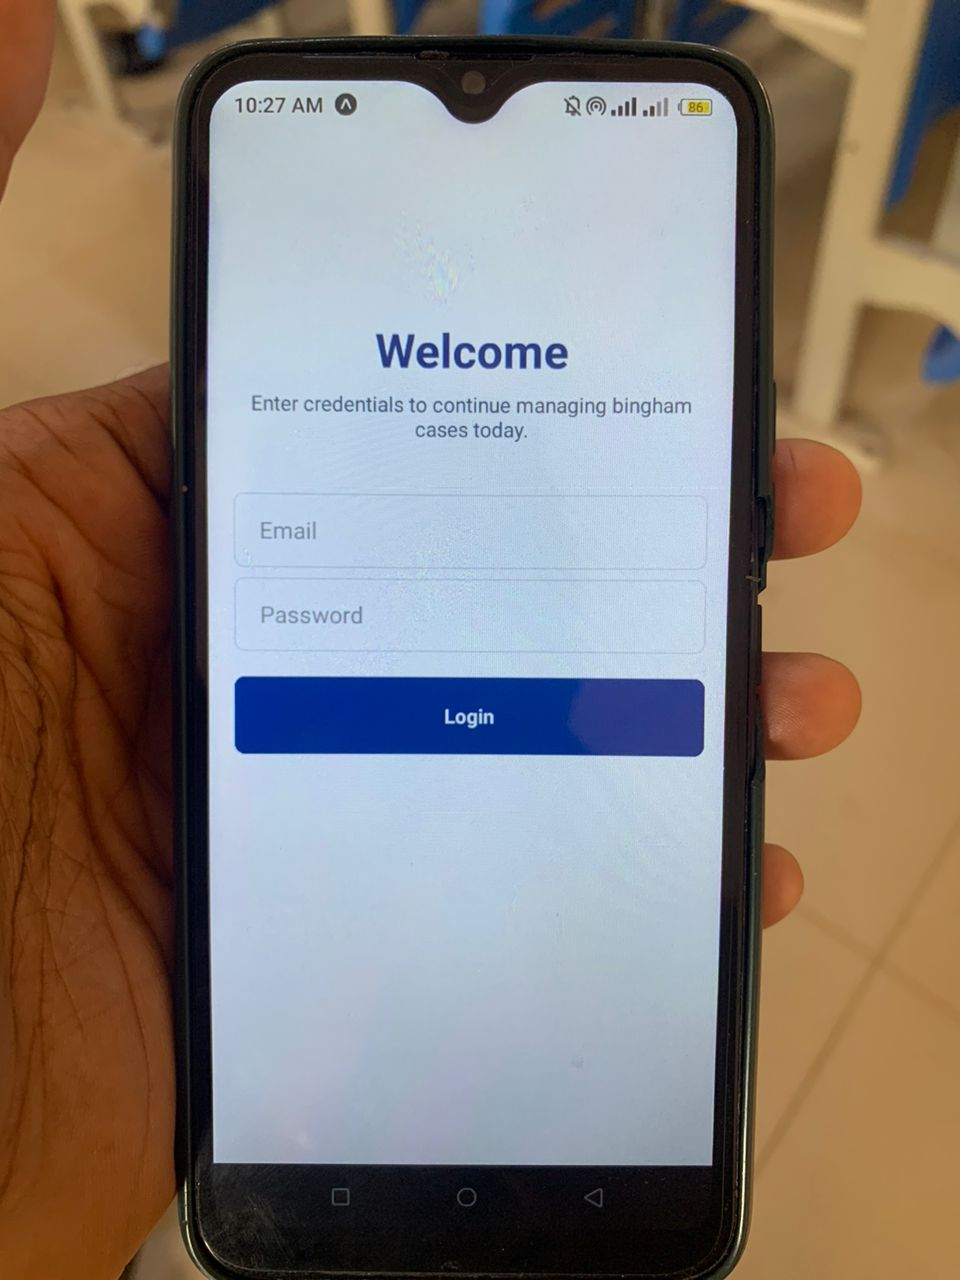 10:27 AM
86
Welcome
Enter credentials to continue managing bingham
cases today.
Email
Password
Login